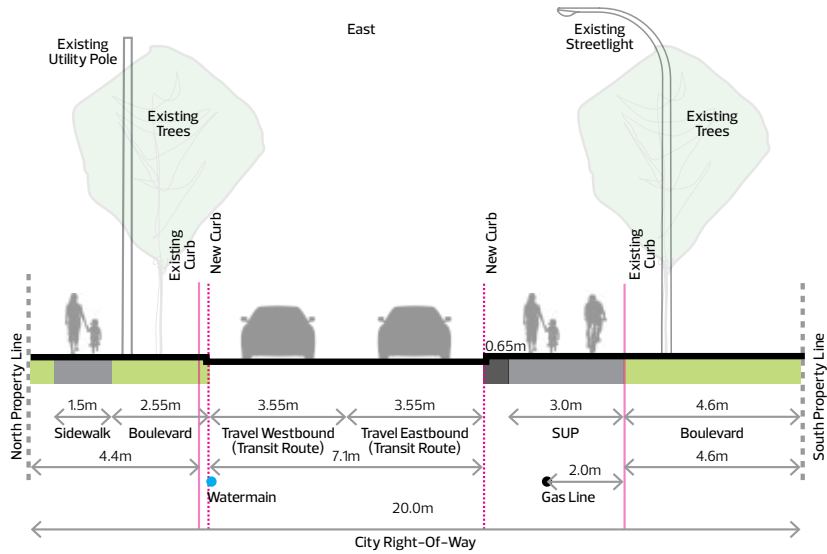 East
Existing
Utility Pole
Existing
Streetlight
Existing
Trees
Existing
Trees
Existing
Curb
New Curb
New Curb
Existing
Curb
North Property Line
South Property Line
0.65m
1.5m
2.55m
3.55m
3.55m
3.0m
4.6m
Sidewalk
Boulevard
Travel Westbound
(Transit Route)
Travel Eastbound
(Transit Route)
SUP
Boulevard
4.4m
7.1m
2.0m
4.6m
Watermain
Gas Line
20.0m
City Right-Of-Way